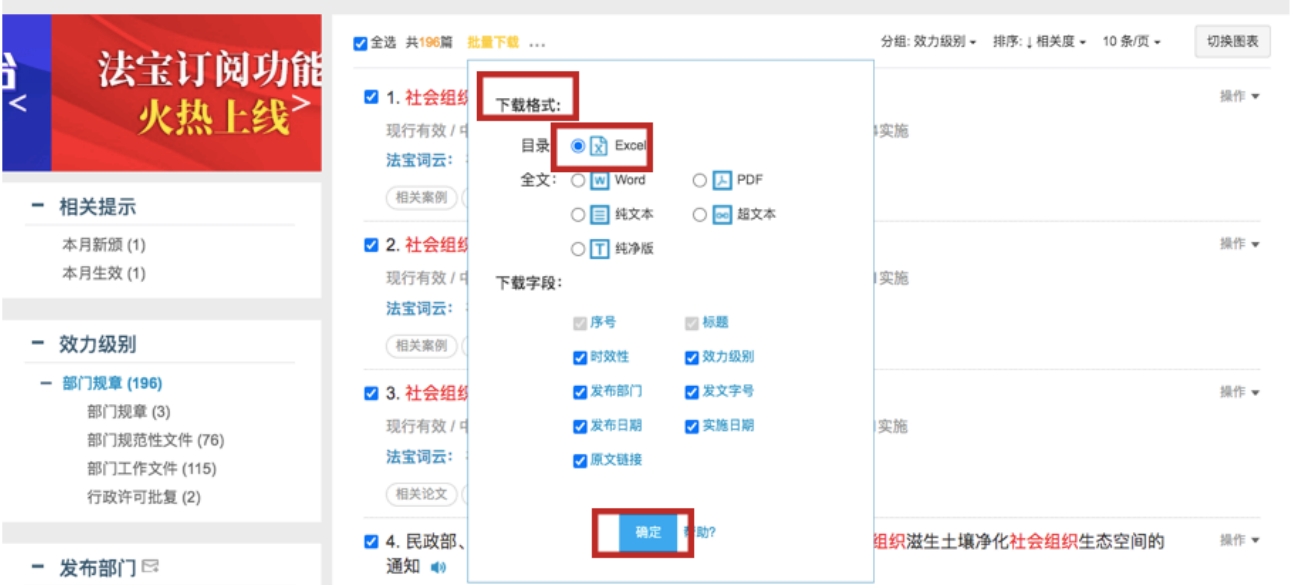 台
法宝订阅功能
火热上线
<
>
相关提示
本月新颁 (1)
本月生效 (1)
效力级别
部门规章 (196)
部门规章 (3)
部门规范性文件 (76)
部门工作文件 (115)
行政许可批复 (2)
发布部门
全选 共196篇 批量下载 ...
分组: 效力级别 排序:↓相关度 10 条/页 切换图表
1. 社会组织
操作
现行有效 /
实施
法宝词云:
相关案例
2. 社会组织
操作
现行有效 /
实施
法宝词云:
相关案例
3. 社会组织
操作
现行有效 /
实施
法宝词云:
相关论文
4. 民政部、
组织滋生土壤净化社会组织生态空间的
操作
通知
下载格式:
目录
Excel
全文:
Word
PDF
纯文本
超文本
纯净版
下载字段:
序号
标题
时效性
效力级别
发布部门
发文字号
发布日期
实施日期
原文链接
确定
助?